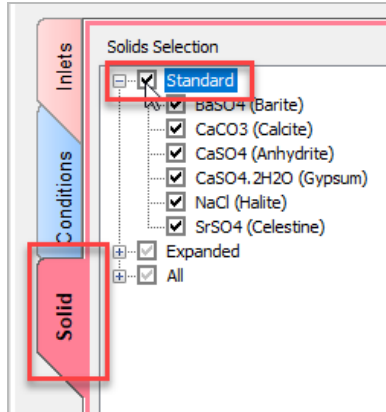 Inlets
Conditions
Solid
Solids Selection
Standard
BaSO4 (Barite)
CaCO3 (Calcite)
CaSO4 (Anhydrite)
CaSO4.2H2O (Gypsum)
NaCl (Halite)
SrSO4 (Celestine)
Expanded
All